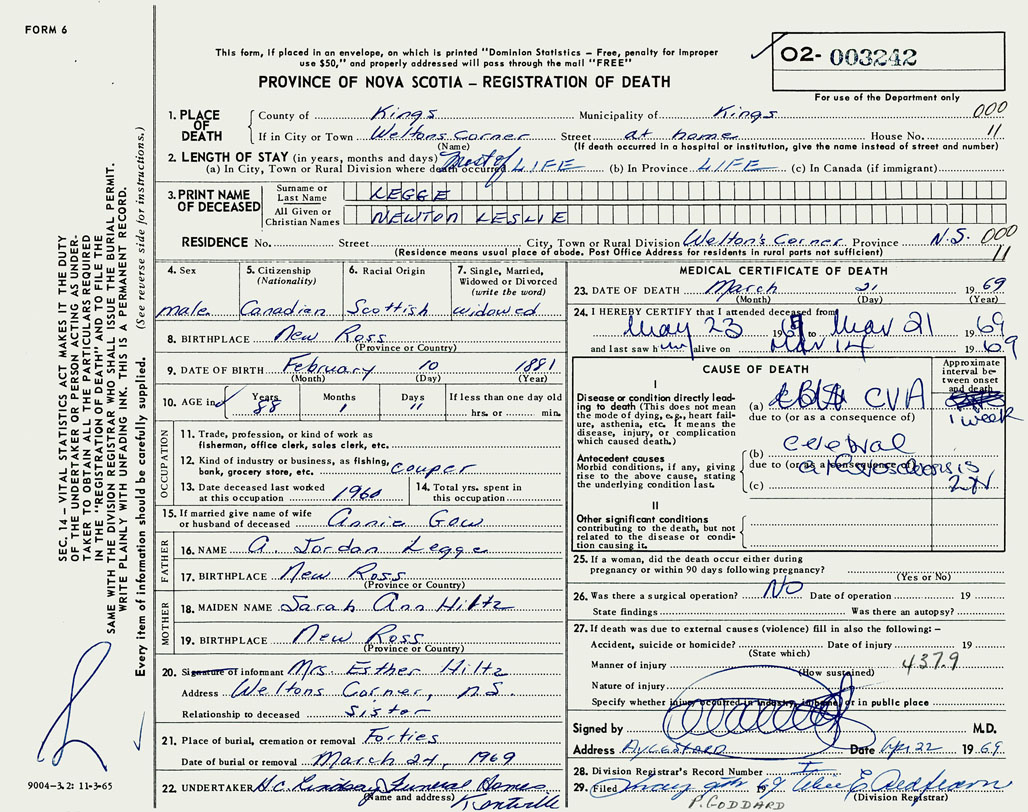 FORM 6
This form, if placed in an envelope, on which is printed "Dominion Statistics – Free, penalty for improper
use $50," and properly addressed will pass through the mail "FREE"
PROVINCE OF NOVA SCOTIA – REGISTRATION OF DEATH
O2- 003242
For use of the Department only
1. PLACE OF DEATH
County of Kings Municipality of Kings 000
If in City or Town Weltons Corner Street at home House No. 11
(Name) (If death occurred in a hospital or institution, give the name instead of street and number)
2. LENGTH OF STAY (in years, months and days)
(a) In City, Town or Rural Division where death occurred Most of LIFE (b) In Province LIFE (c) In Canada (if immigrant)
3. PRINT NAME OF DECEASED
Surname or Last Name LEGGE
All Given or Christian Names NEWTON LESLIE
RESIDENCE No. Street City, Town or Rural Division Welton's Corner Province N.S. 000
(Residence means usual place of abode. Post Office Address for residents in rural parts not sufficient) 11
4. Sex male
5. Citizenship (Nationality) Canadian
6. Racial Origin Scottish
7. Single, Married, Widowed or Divorced (write the word) widowed
8. BIRTHPLACE New Ross
(Province or Country)
9. DATE OF BIRTH February 10 1881
(Month) (Day) (Year)
10. AGE in Years 88 Months 1 Days 11 If less than one day old hrs. or min.
OCCUPATION
11. Trade, profession, or kind of work as
fisherman, office clerk, sales clerk, etc.
12. Kind of industry or business, as fishing,
bank, grocery store, etc. couper
13. Date deceased last worked at this occupation 1960
14. Total yrs. spent in this occupation
15. If married give name of wife
or husband of deceased Annie Gow
FATHER
16. NAME A. Jordan Legge
17. BIRTHPLACE New Ross
(Province or Country)
MOTHER
18. MAIDEN NAME Sarah Ann Hiltz
19. BIRTHPLACE New Ross
(Province or Country)
20. Signature of informant Mrs. Esther Hiltz
Address Weltons Corner, N.S.
Relationship to deceased Sister
21. Place of burial, cremation or removal Forties
Date of burial or removal March 24, 1969
22. UNDERTAKER H.C. Lindsay Funeral Home
(Name and address) Kentville
MEDICAL CERTIFICATE OF DEATH
23. DATE OF DEATH March 21 1969
(Month) (Day) (Year)
24. I HEREBY CERTIFY that I attended deceased from
May 23 196 to Mar 21 1969
and last saw him alive on MAR 14 1969
CAUSE OF DEATH
Approximate interval between onset and death
I
Disease or condition directly leading to death (This does not mean the mode of dying, e.g., heart failure, asthenia, etc. It means the disease, injury, or complication which caused death.)
(a) CVA 1 week
due to (or as a consequence of)
Antecedent causes
Morbid conditions, if any, giving rise to the above cause, stating the underlying condition last.
(b) cerebral
due to (or as a consequence of) arteriosclerosis
(c)
II
Other significant conditions
contributing to the death, but not related to the disease or condition causing it.
25. If a woman, did the death occur either during
pregnancy or within 90 days following pregnancy?
(Yes or No)
26. Was there a surgical operation? NO Date of operation 19
State findings Was there an autopsy?
27. If death was due to external causes (violence) fill in also the following: –
Accident, suicide or homicide? Date of injury 19
(State which)
Manner of injury 437.9
(How sustained)
Nature of injury
Specify whether injury occurred in industry, in home, or in public place
Signed by M.D.
Address AYLESFORD Date Apr 22 1969
28. Division Registrar's Record Number
29. Filed 19
(Division Registrar)
P. GODDARD
SEC. 14 – VITAL STATISTICS ACT MAKES IT THE DUTY
OF THE UNDERTAKER OR PERSON ACTING AS UNDER-
TAKER TO OBTAIN ALL THE PARTICULARS REQUIRED
IN THE "REGISTRATION OF DEATH" AND TO FILE THE
SAME WITH THE DIVISION REGISTRAR WHO SHALL ISSUE THE BURIAL PERMIT.
WRITE PLAINLY WITH UNFADING INK. THIS IS A PERMANENT RECORD.
Every item of information should be carefully supplied. (See reverse side for instructions.)
9004-3.2: 11-3-65